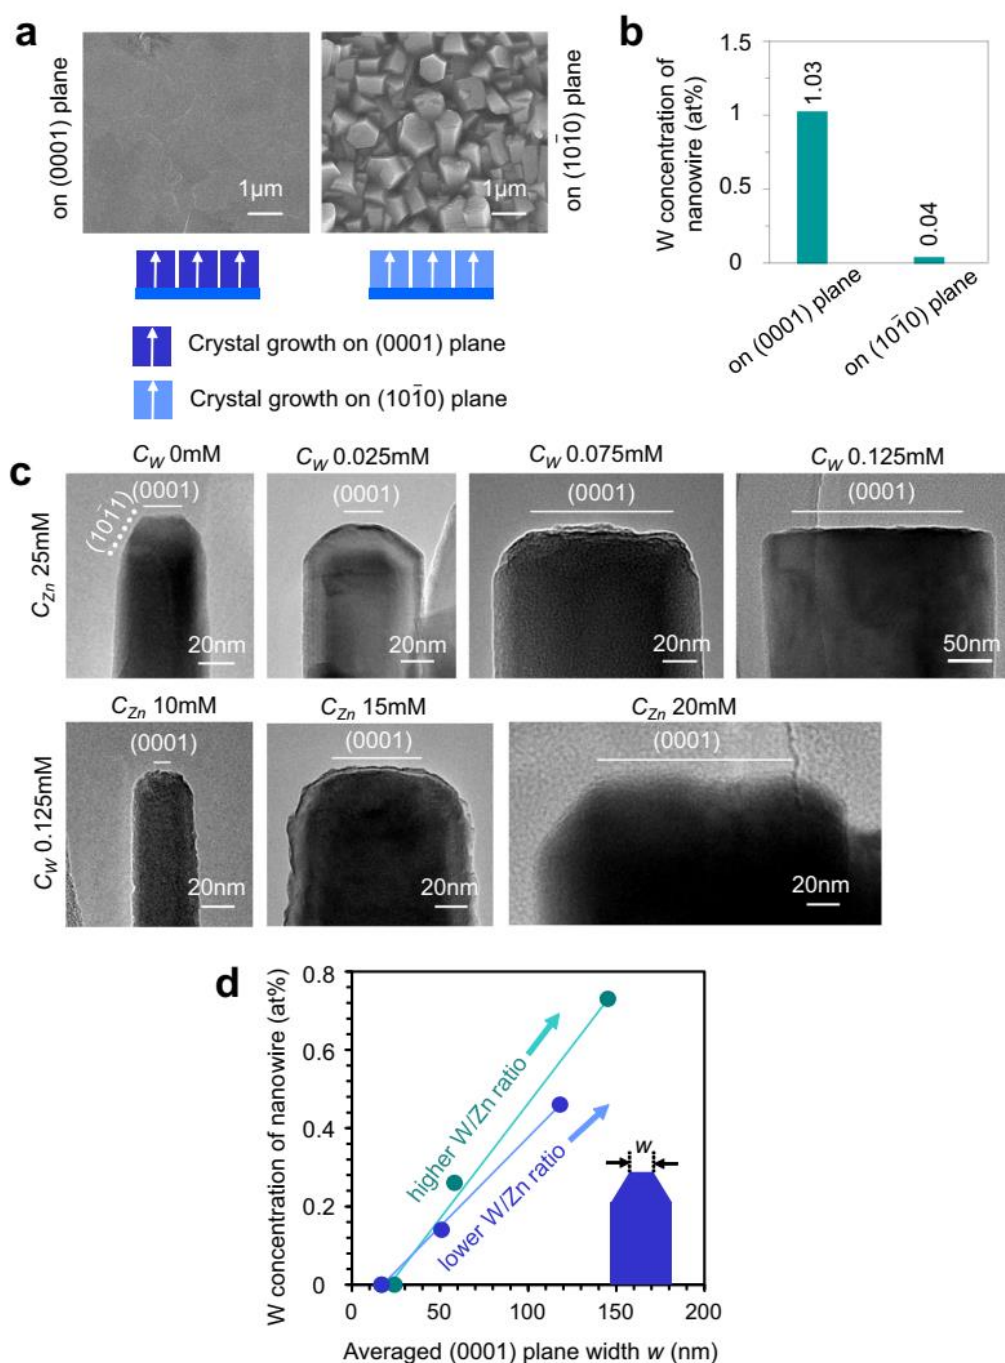 a
on (0001) plane
1μm
1μm
on (101̄0) plane
Crystal growth on (0001) plane
Crystal growth on (101̄0) plane
b
W concentration of
nanowire (at%)
1.5
1
0.5
0
1.03
0.04
on (0001) plane
on (101̄0) plane
c
C_Zn 25mM
C_W 0mM
(0001)
(101̄1)
20nm
C_W 0.025mM
(0001)
20nm
C_W 0.075mM
(0001)
20nm
C_W 0.125mM
(0001)
50nm
C_W 0.125mM
C_Zn 10mM
(0001)
20nm
C_Zn 15mM
(0001)
20nm
C_Zn 20mM
(0001)
20nm
d
W concentration of nanowire (at%)
0.8
0.6
0.4
0.2
0
higher W/Zn ratio
lower W/Zn ratio
w
0 50 100 150 200
Averaged (0001) plane width w (nm)